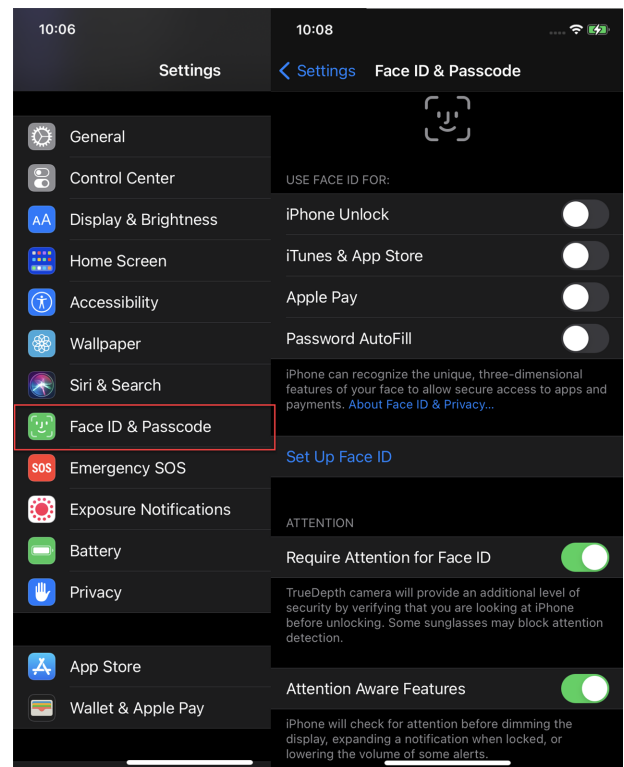 10:06
Settings
General
Control Center
AA Display & Brightness
Home Screen
Accessibility
Wallpaper
Siri & Search
Face ID & Passcode
SOS Emergency SOS
Exposure Notifications
Battery
Privacy
App Store
Wallet & Apple Pay
10:08
Settings Face ID & Passcode
USE FACE ID FOR:
iPhone Unlock
iTunes & App Store
Apple Pay
Password AutoFill
iPhone can recognize the unique, three-dimensional
features of your face to allow secure access to apps and
payments. About Face ID & Privacy...
Set Up Face ID
ATTENTION
Require Attention for Face ID
TrueDepth camera will provide an additional level of
security by verifying that you are looking at iPhone
before unlocking. Some sunglasses may block attention
detection.
Attention Aware Features
iPhone will check for attention before dimming the
display, expanding a notification when locked, or
lowering the volume of some alerts.